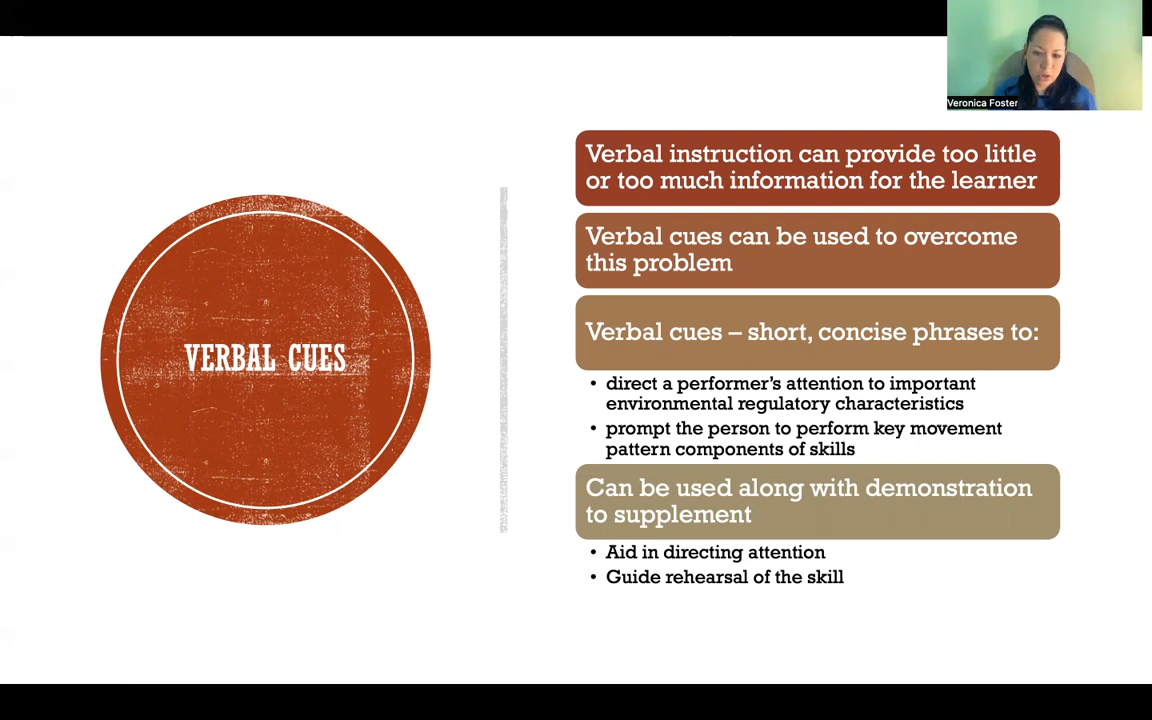 Veronica Foster
VERBAL CUES
Verbal instruction can provide too little
or too much information for the learner
Verbal cues can be used to overcome
this problem
Verbal cues – short, concise phrases to:
• direct a performer's attention to important
environmental regulatory characteristics
• prompt the person to perform key movement
pattern components of skills
Can be used along with demonstration
to supplement
• Aid in directing attention
• Guide rehearsal of the skill